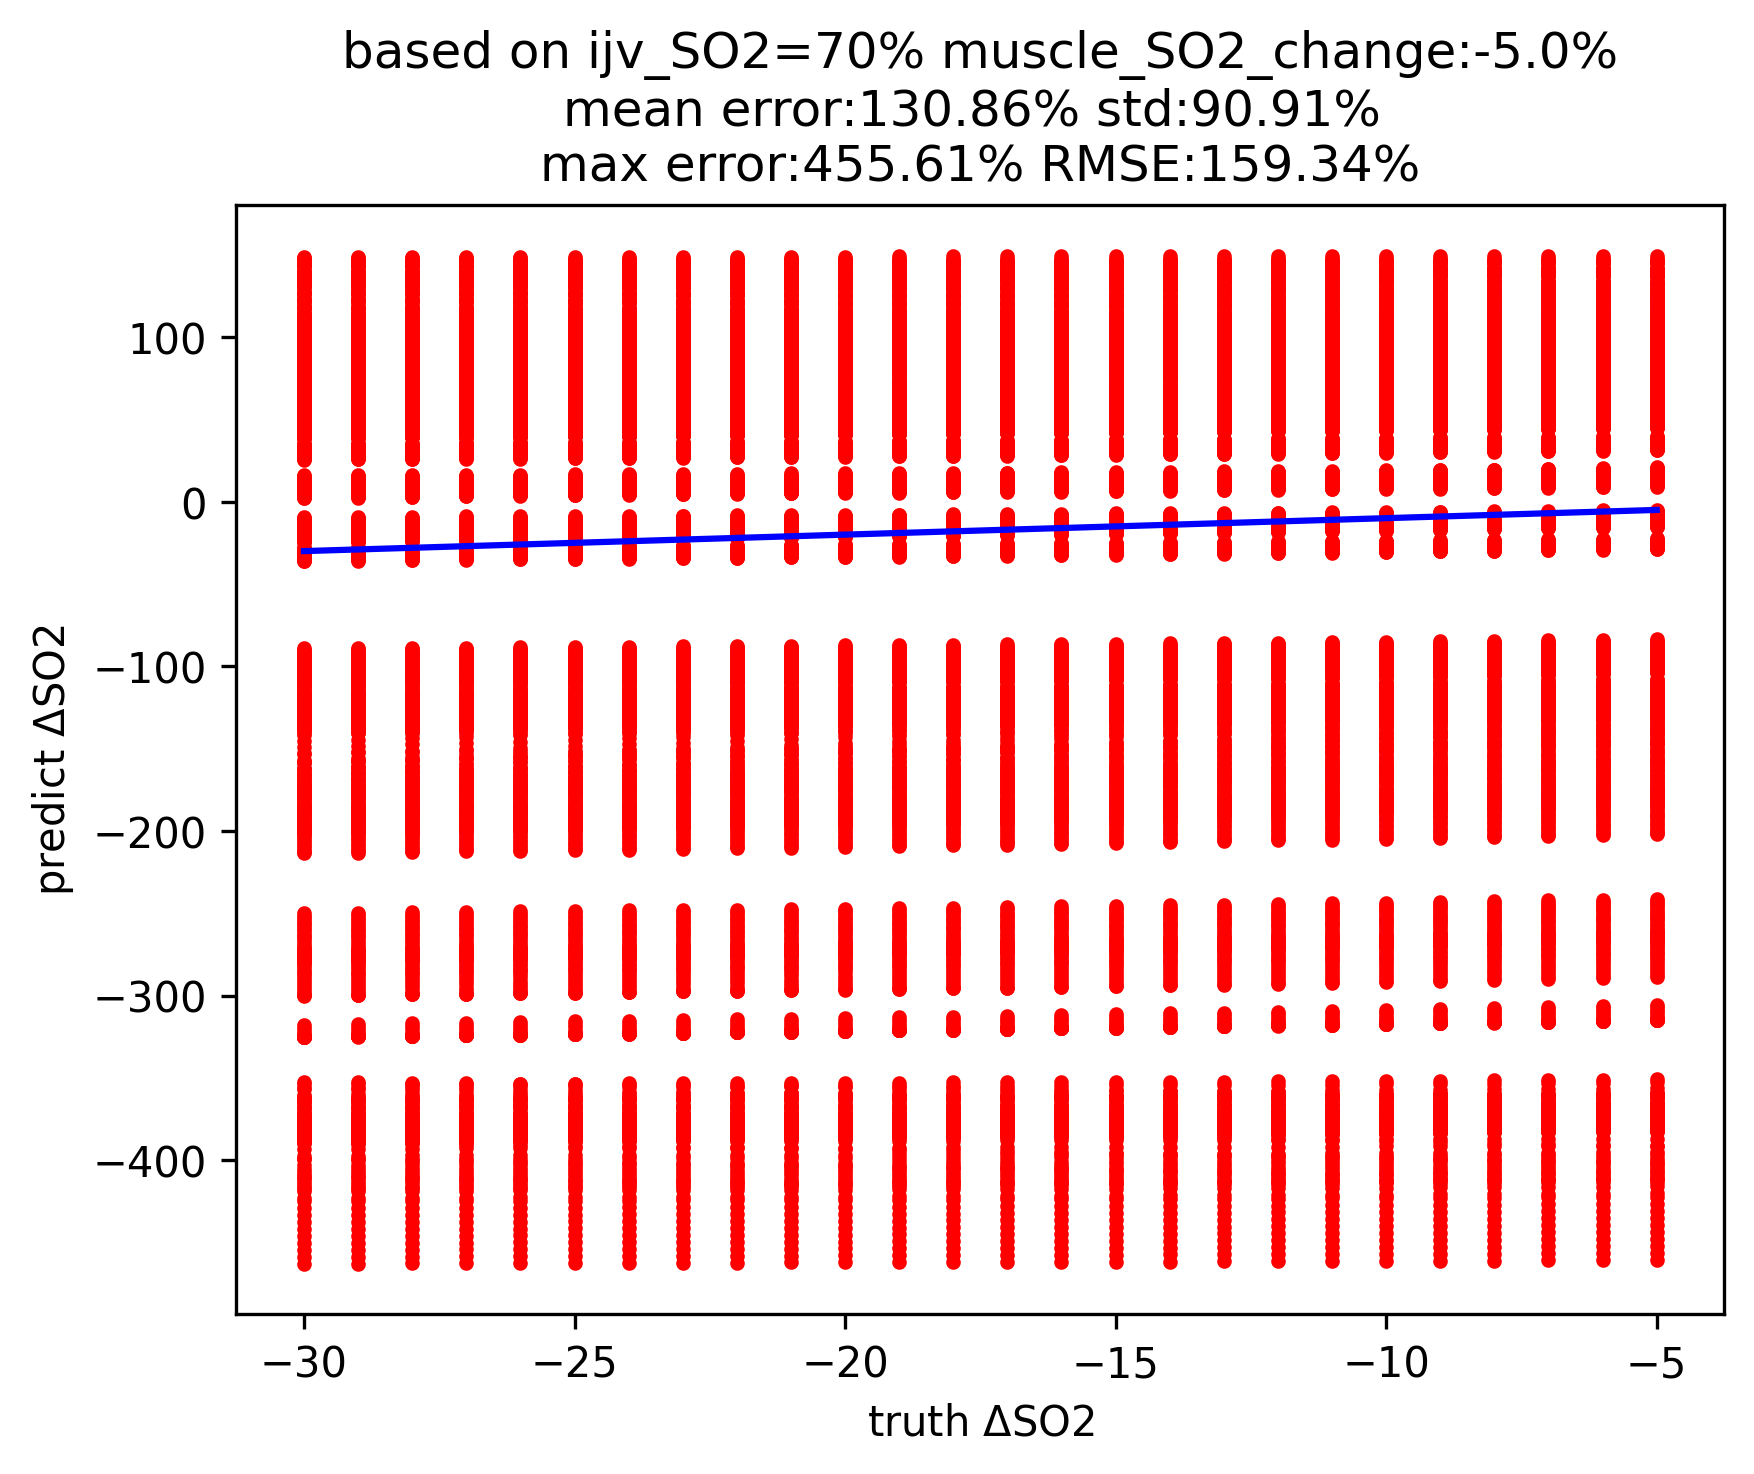 based on ijv_SO2=70% muscle_SO2_change:-5.0%
mean error:130.86% std:90.91%
max error:455.61% RMSE:159.34%
100
0
−100
−200
−300
−400
predict ΔSO2
−30
−25
−20
−15
−10
−5
truth ΔSO2